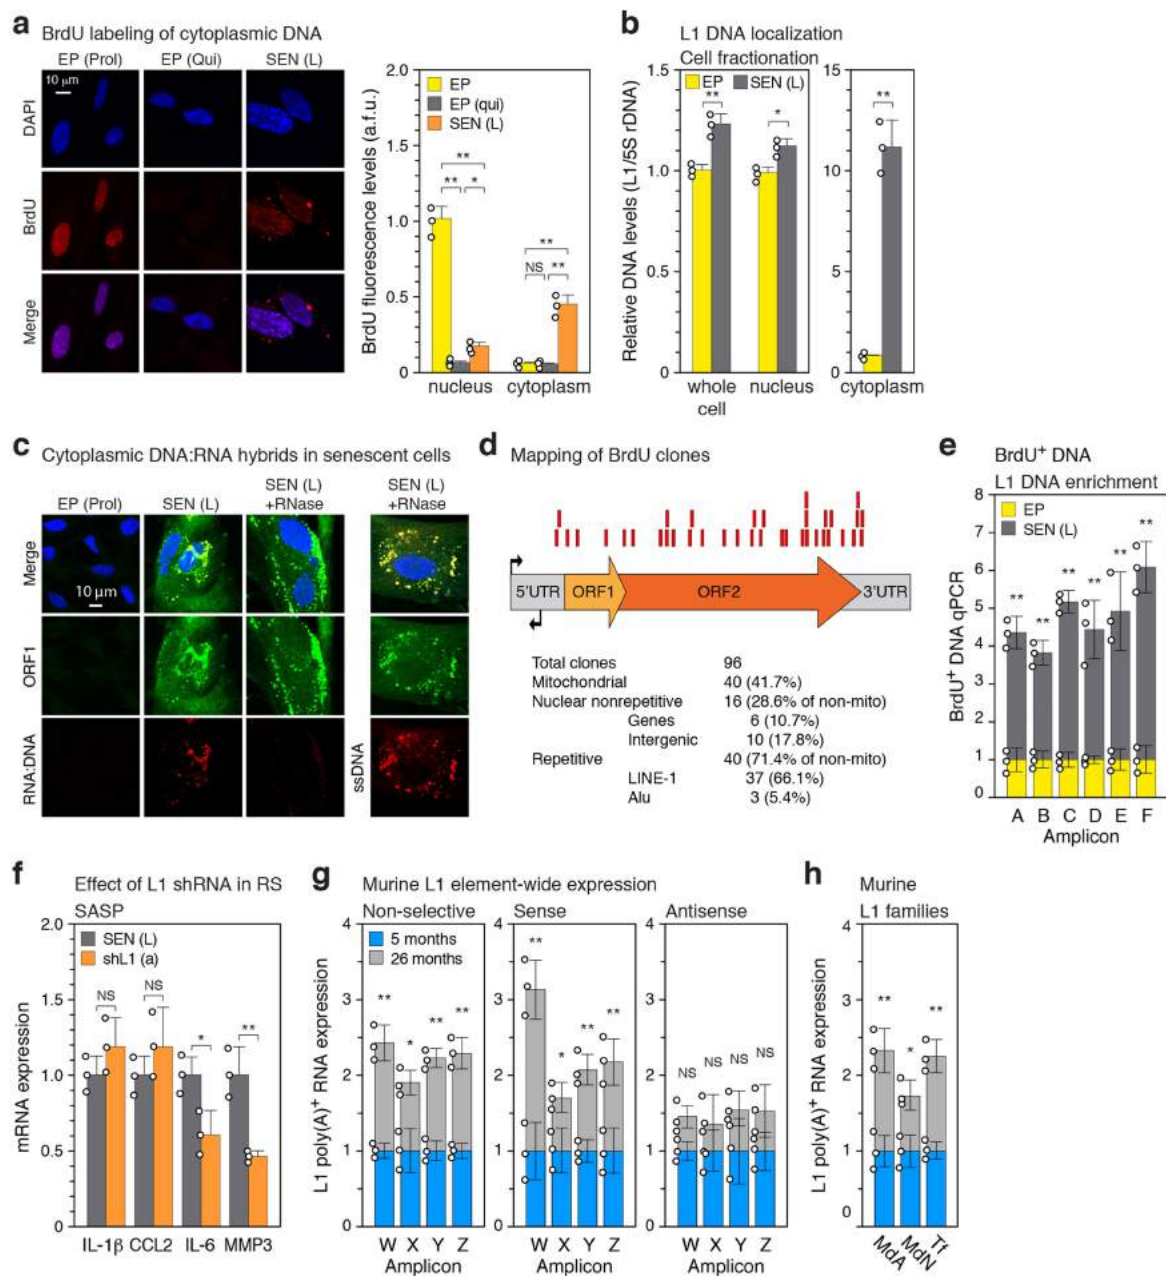 a BrdU labeling of cytoplasmic DNA
EP (Prol) EP (Qui) SEN (L)
10 μm
DAPI
BrdU
Merge
BrdU fluorescence levels (a.f.u.)
2.0
1.5
1.0
0.5
0
EP
EP (qui)
SEN (L)
**
** *
**
NS **
nucleus cytoplasm
b L1 DNA localization
Cell fractionation
Relative DNA levels (L1/5S rDNA)
1.5
1.0
0.5
0
EP SEN (L)
**
*
whole cell
nucleus
15
10
5
0
**
cytoplasm
c Cytoplasmic DNA:RNA hybrids in senescent cells
EP (Prol) SEN (L) SEN (L) +RNase SEN (L) +RNase
Merge
10 μm
ORF1
RNA:DNA
ssDNA
d Mapping of BrdU clones
5'UTR ORF1 ORF2 3'UTR
Total clones 96
Mitochondrial 40 (41.7%)
Nuclear nonrepetitive 16 (28.6% of non-mito)
Genes 6 (10.7%)
Intergenic 10 (17.8%)
Repetitive 40 (71.4% of non-mito)
LINE-1 37 (66.1%)
Alu 3 (5.4%)
e BrdU+ DNA
L1 DNA enrichment
BrdU+ DNA qPCR
8
7
6
5
4
3
2
1
0
EP
SEN (L)
** ** ** ** ** **
A B C D E F
Amplicon
f Effect of L1 shRNA in RS
SASP
mRNA expression
2.0
1.5
1.0
0.5
0
SEN (L)
shL1 (a)
NS NS * **
IL-1β CCL2 IL-6 MMP3
g Murine L1 element-wide expression
Non-selective Sense Antisense
L1 poly(A)+ RNA expression
4
3
2
1
0
5 months
26 months
** * ** **
W X Y Z
Amplicon
4
3
2
1
0
** * ** **
W X Y Z
Amplicon
4
3
2
1
0
NS NS NS NS
W X Y Z
Amplicon
h Murine
L1 families
L1 poly(A)+ RNA expression
4
3
2
1
0
** * **
MdA MdN Tf